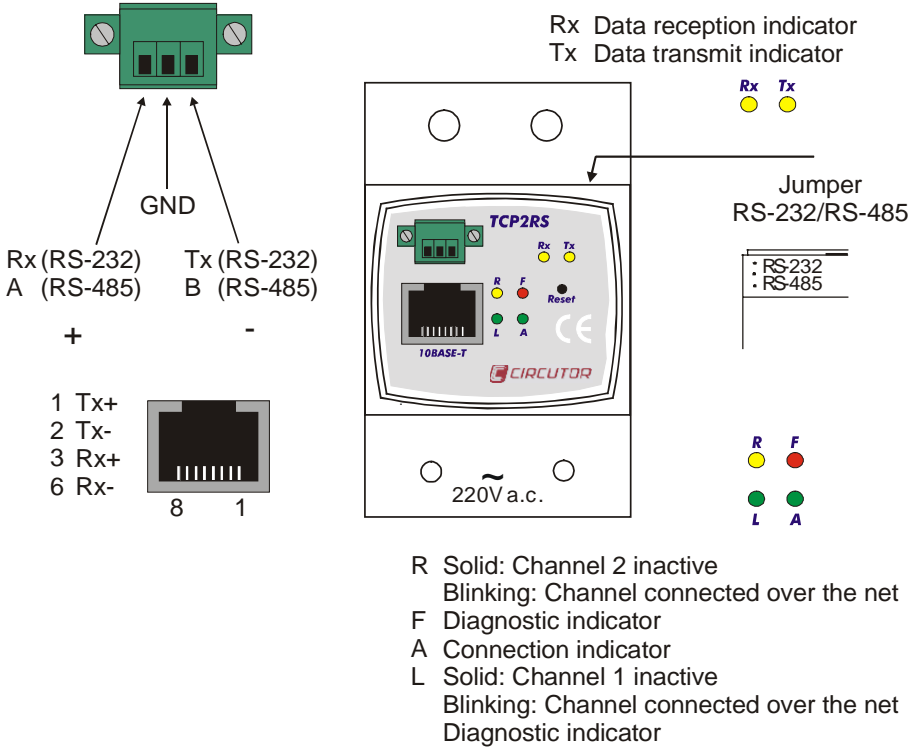 Rx Data reception indicator
Tx Data transmit indicator
Rx Tx
Jumper
RS-232/RS-485
GND
Rx (RS-232) Tx (RS-232)
A (RS-485) B (RS-485)
+ -
TCP2RS
Rx Tx
R F
Reset
L A
CE
10BASE-T
CIRCUTOR
RS-232
RS-485
1 Tx+
2 Tx-
3 Rx+
6 Rx-
8 1
~
220V a.c.
R F
L A
R Solid: Channel 2 inactive
Blinking: Channel connected over the net
F Diagnostic indicator
A Connection indicator
L Solid: Channel 1 inactive
Blinking: Channel connected over the net
Diagnostic indicator